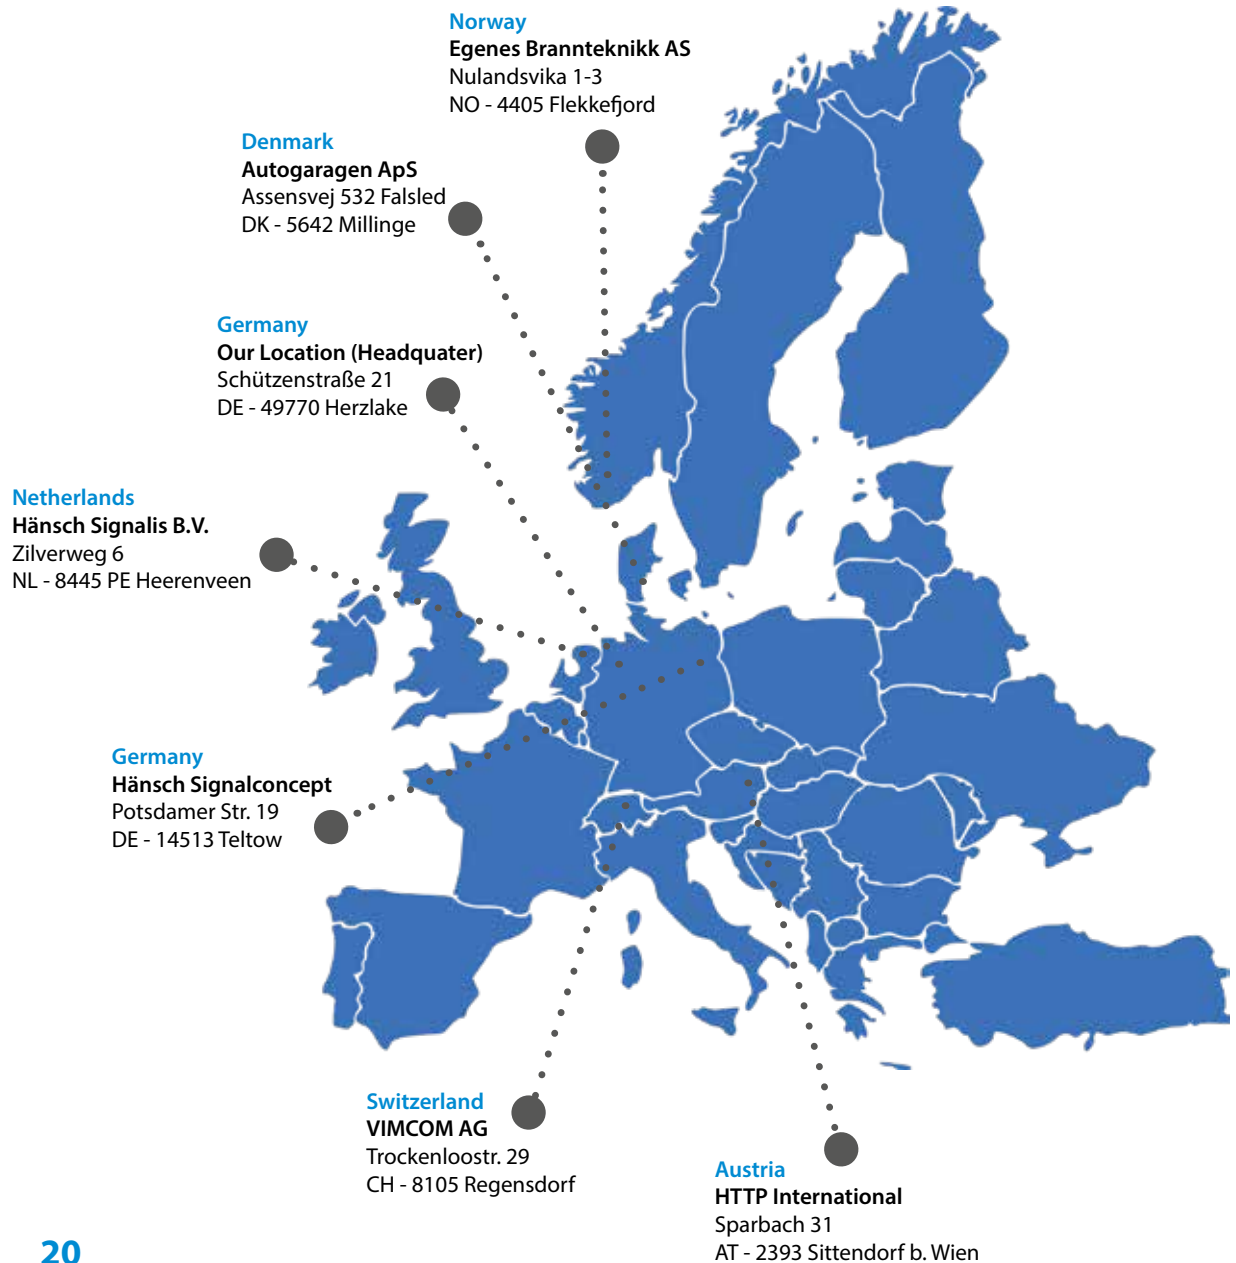 Norway
Egenes Brannteknikk AS
Nulandsvika 1-3
NO - 4405 Flekkefjord
Denmark
Autogaragen ApS
Assensvej 532 Falsled
DK - 5642 Millinge
Germany
Our Location (Headquater)
Schützenstraße 21
DE - 49770 Herzlake
Netherlands
Hänsch Signalis B.V.
Zilverweg 6
NL - 8445 PE Heerenveen
Germany
Hänsch Signalconcept
Potsdamer Str. 19
DE - 14513 Teltow
Switzerland
VIMCOM AG
Trockenloostr. 29
CH - 8105 Regensdorf
Austria
HTTP International
Sparbach 31
AT - 2393 Sittendorf b. Wien
20